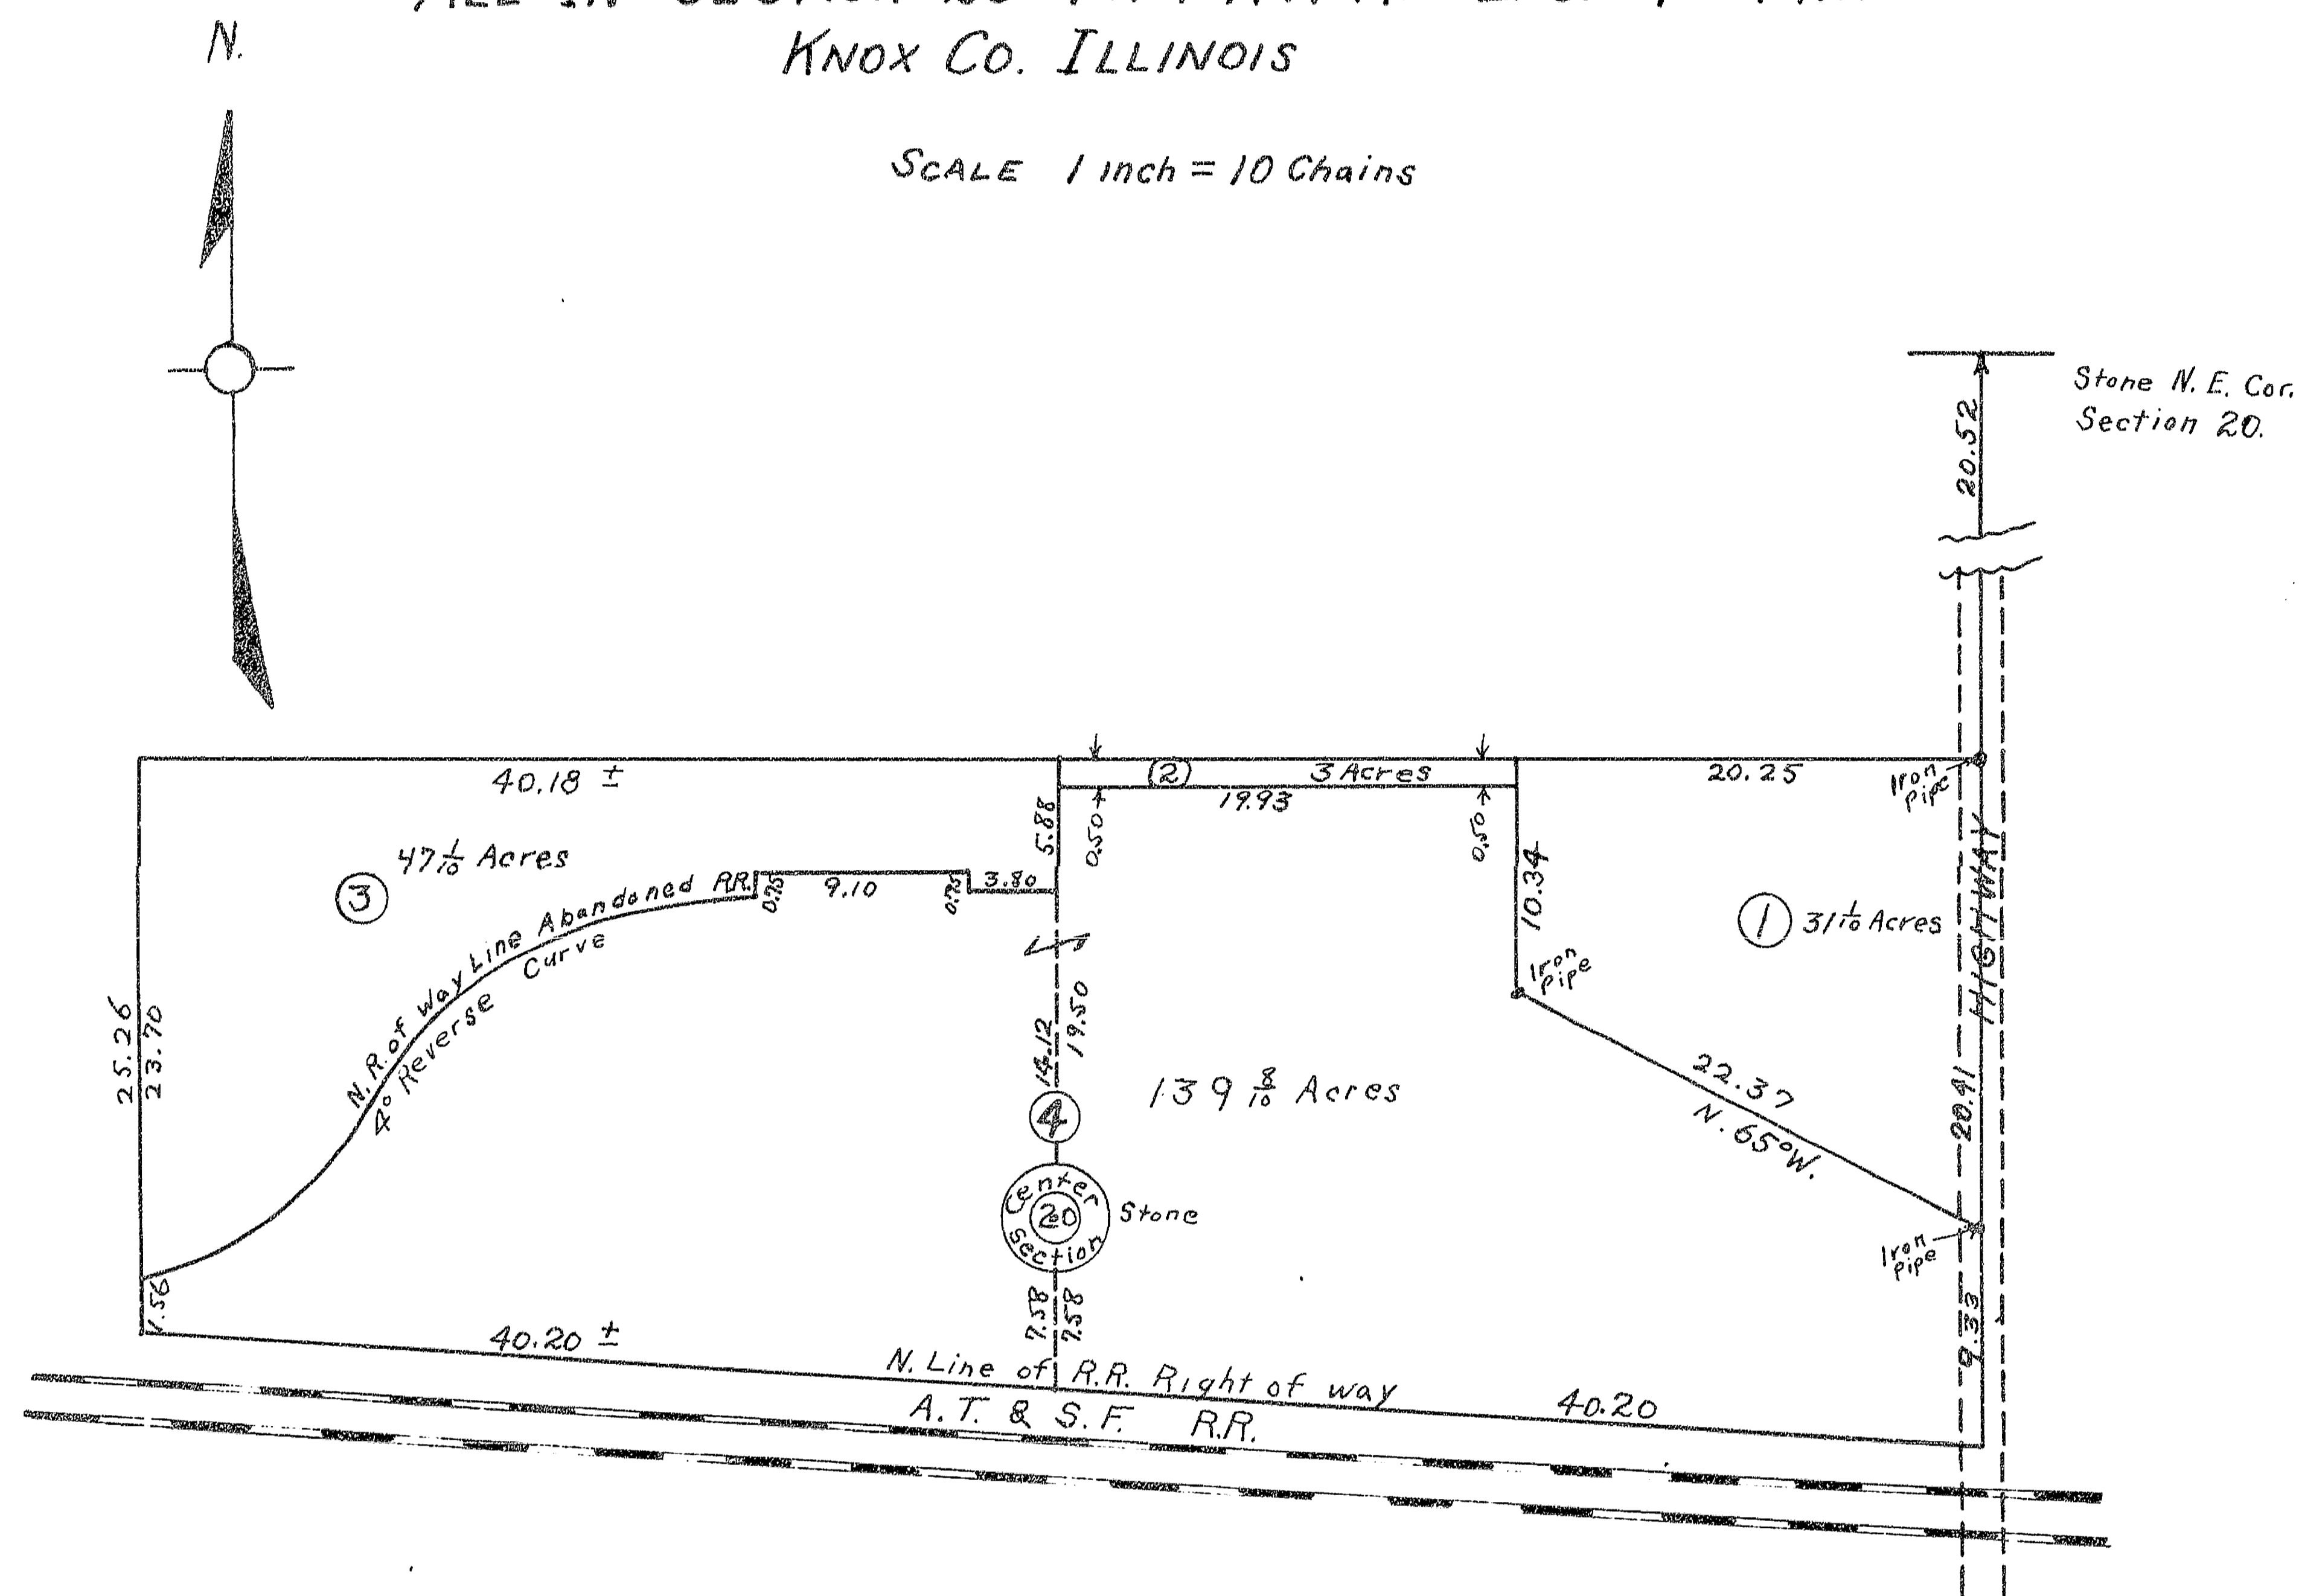 N.
KNOX CO. ILLINOIS
SCALE 1 inch = 10 Chains
Stone N. E. Cor.
Section 20.
20.52
40.18 ±
② 3 Acres
19.93
20.25
Iron
Pipe
5.88
0.50
0.50
47 1/10 Acres
③
N. R. of Way Line Abandoned RR.
4° Reverse Curve
0.75
9.10
0.75
3.80
10.34
① 31 1/10 Acres
HIGHWAY
Iron
Pipe
25.26
23.70
14.12
19.50
④
139 8/10 Acres
22.37
N. 65° W.
20.41
Center
20
Section
Stone
Iron
Pipe
1.56
7.58
7.58
9.33
40.20 ±
N. Line of R.R. Right of way
40.20
A.T. & S.F. R.R.